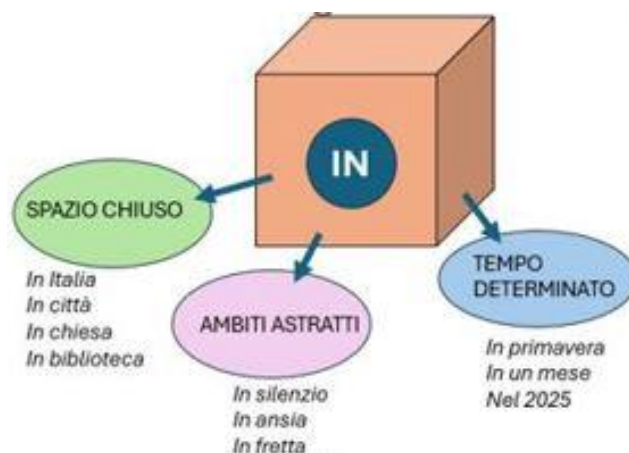 IN
SPAZIO CHIUSO
In Italia
In città
In chiesa
In biblioteca
AMBITI ASTRATTI
In silenzio
In ansia
In fretta
TEMPO
DETERMINATO
In primavera
In un mese
Nel 2025